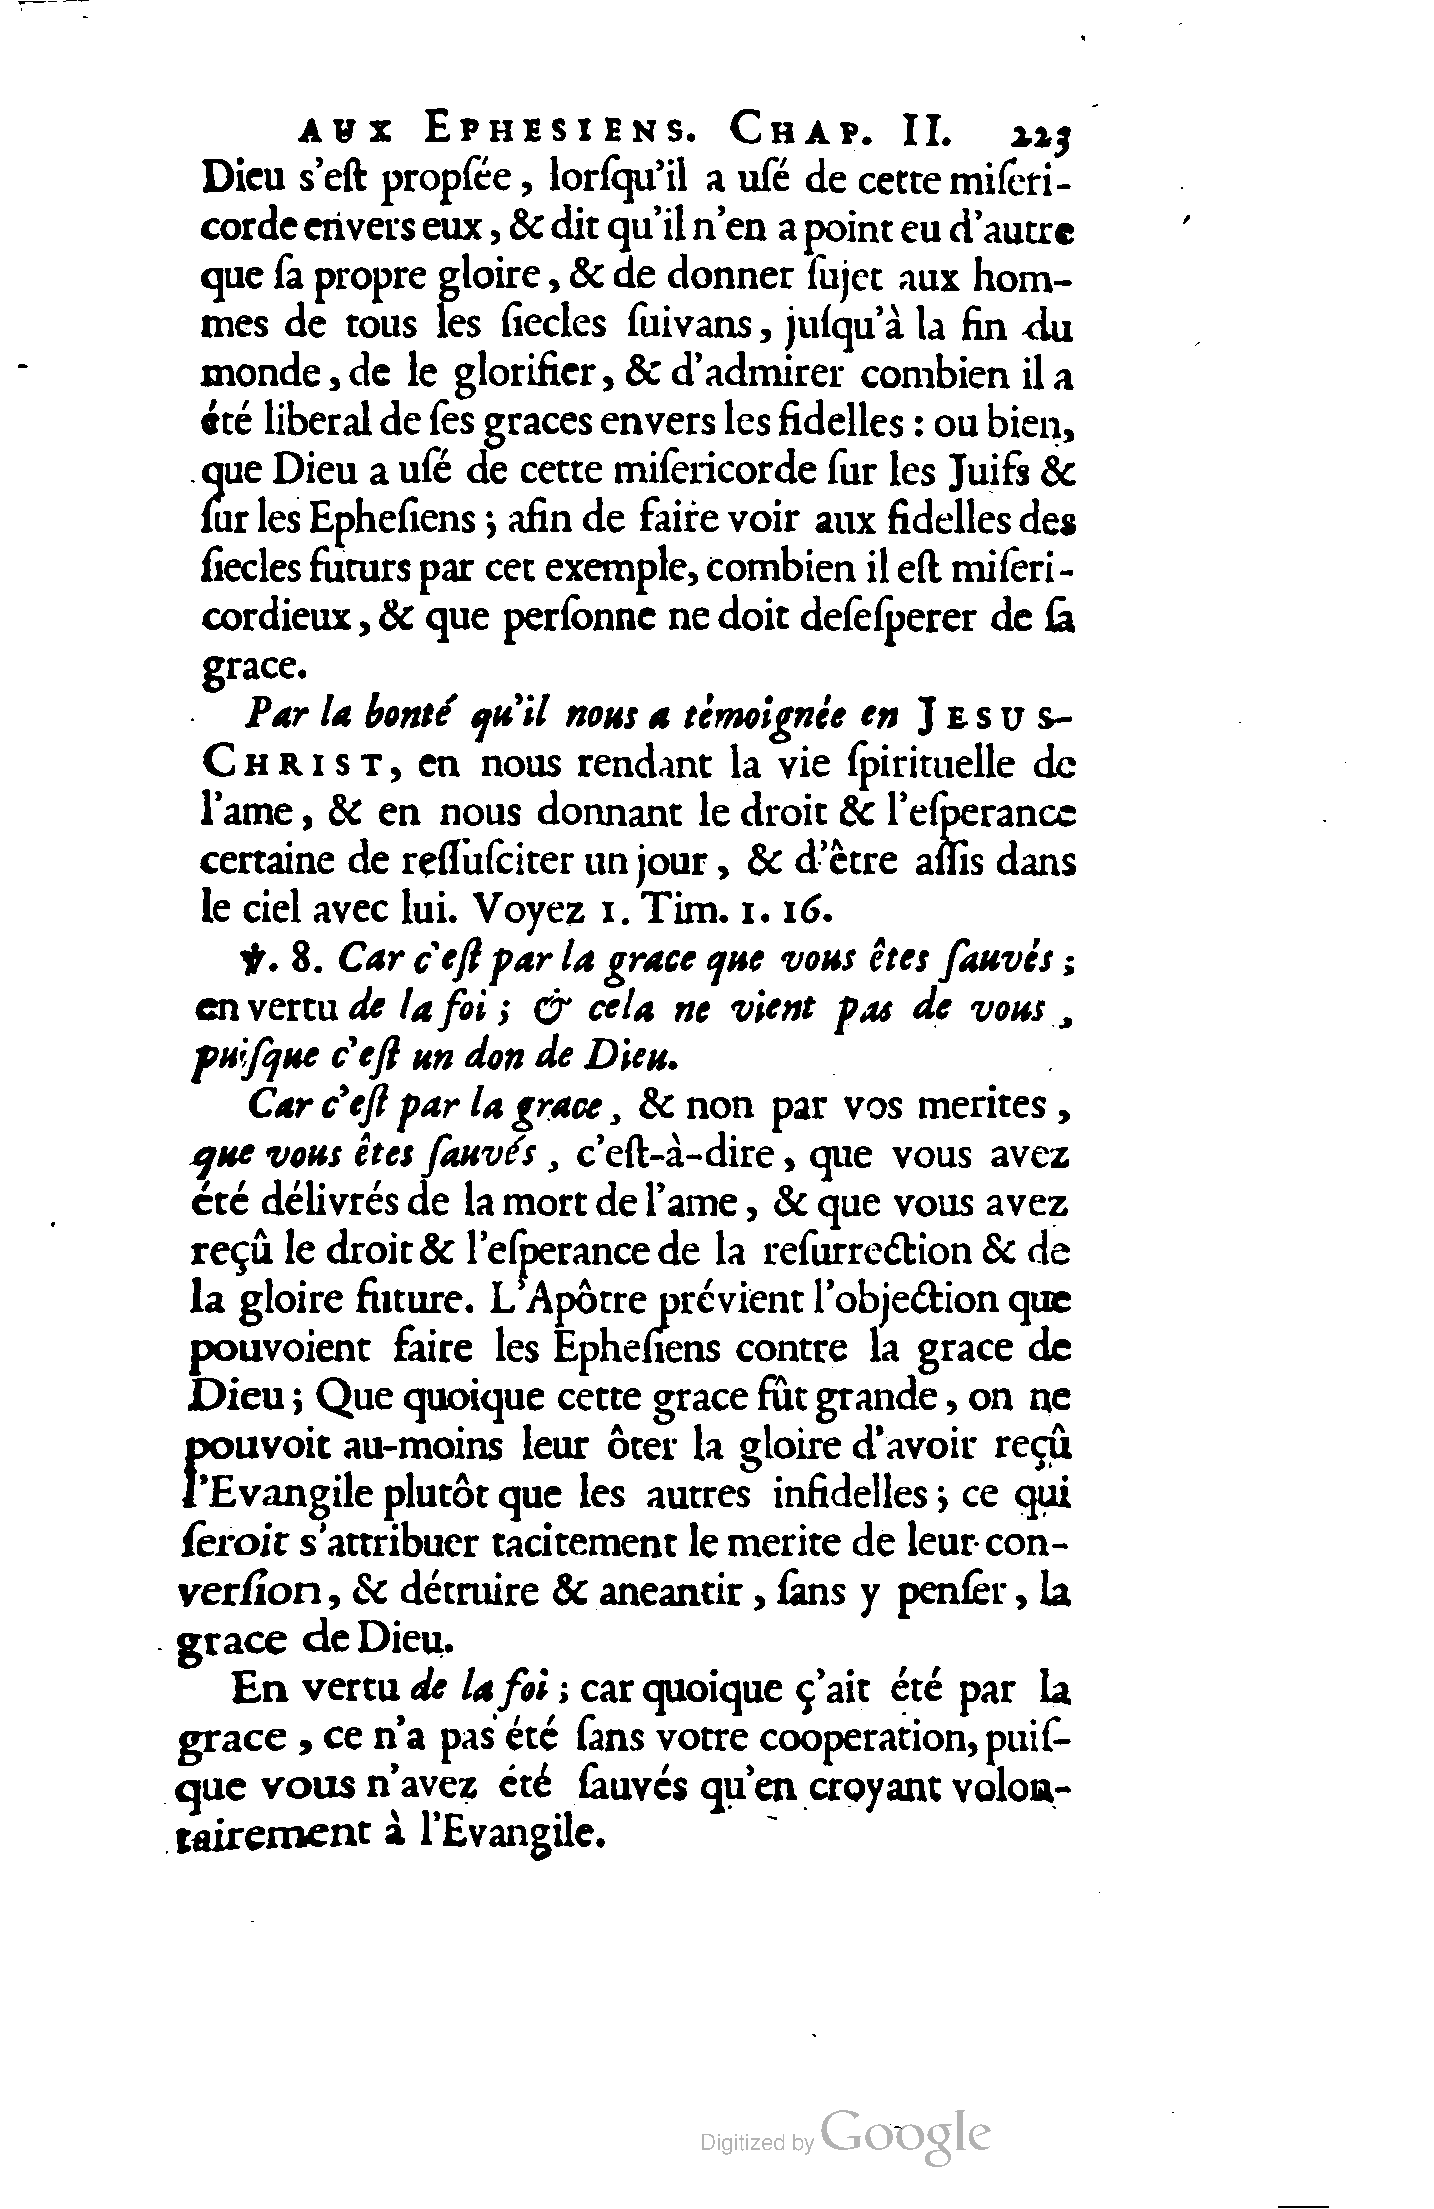 AUX EPHESIENS. CHAP. II. 223
Dieu s'eſt propſée, lorſqu'il a uſé de cette miſeri-
corde envers eux, & dit qu'il n'en a point eu d'autre
que ſa propre gloire, & de donner ſujet aux hom-
mes de tous les ſiecles ſuivans, juſqu'à la fin du
monde, de le glorifier, & d'admirer combien il a
été liberal de ſes graces envers les fidelles : ou bien,
que Dieu a uſé de cette miſericorde ſur les Juifs &
ſur les Epheſiens ; afin de faire voir aux fidelles des
ſiecles futurs par cet exemple, combien il eſt miſeri-
cordieux, & que perſonne ne doit deſeſperer de ſa
grace.
Par la bonté qu'il nous a témoignée en JESUS-
CHRIST, en nous rendant la vie ſpirituelle de
l'ame, & en nous donnant le droit & l'eſperance
certaine de reſſuſciter un jour, & d'être aſſis dans
le ciel avec lui. Voyez 1. Tim. 1. 16.
℣. 8. Car c'eſt par la grace que vous êtes ſauvés ;
en vertu de la foi ; & cela ne vient pas de vous,
puiſque c'eſt un don de Dieu.
Car c'eſt par la grace, & non par vos merites,
que vous êtes ſauvés, c'eſt-à-dire, que vous avez
été délivrés de la mort de l'ame, & que vous avez
reçû le droit & l'eſperance de la reſurrection & de
la gloire future. L'Apôtre prévient l'objection que
pouvoient faire les Epheſiens contre la grace de
Dieu ; Que quoique cette grace fût grande, on ne
pouvoit au-moins leur ôter la gloire d'avoir reçû
l'Evangile plutôt que les autres infidelles ; ce qui
ſeroit s'attribuer tacitement le merite de leur con-
verſion, & détruire & aneantir, ſans y penſer, la
grace de Dieu.
En vertu de la foi ; car quoique ç'ait été par la
grace, ce n'a pas été ſans votre cooperation, puiſ-
que vous n'avez été ſauvés qu'en croyant volon-
tairement à l'Evangile.
Digitized by Google